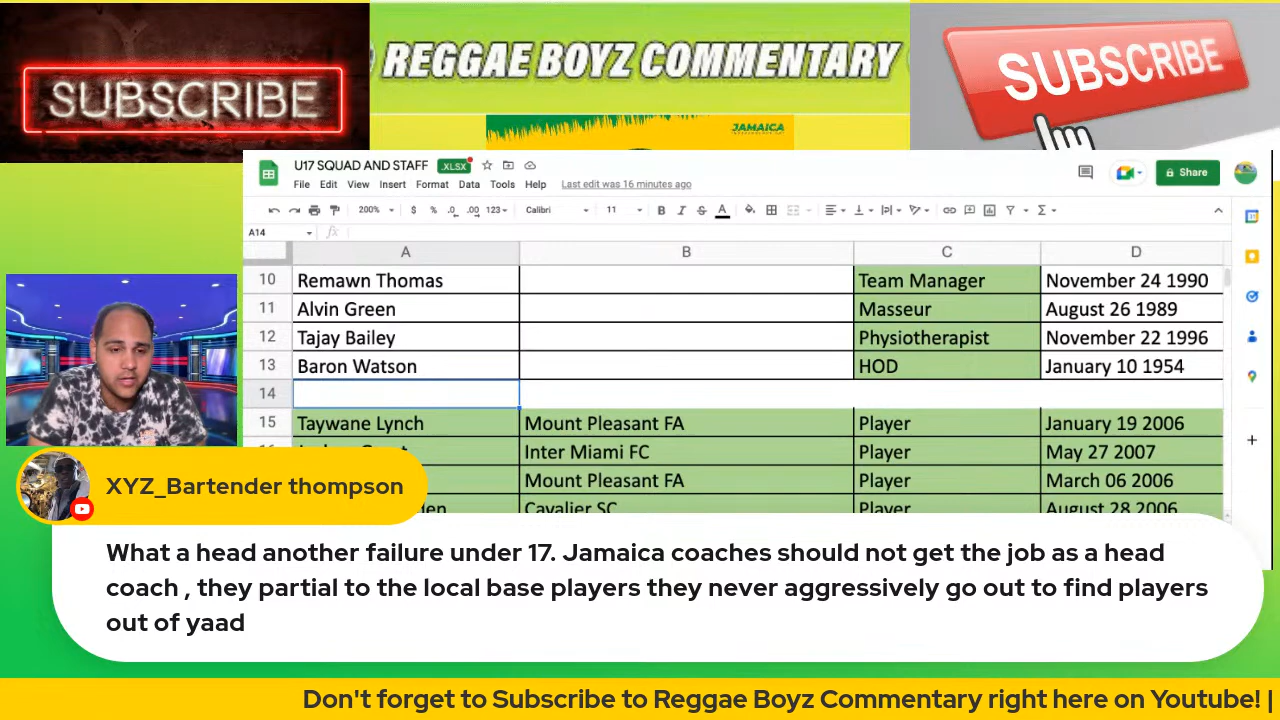 SUBSCRIBE
REGGAE BOYZ COMMENTARY
SUBSCRIBE
JAMAICA
U17 SQUAD AND STAFF .XLSX
File Edit View Insert Format Data Tools Help Last edit was 16 minutes ago
Share
200% $ % .0 .00 123 Calibri 11 B I S A
A14 fx
A B C D
10 Remawn Thomas Team Manager November 24 1990
11 Alvin Green Masseur August 26 1989
12 Tajay Bailey Physiotherapist November 22 1996
13 Baron Watson HOD January 10 1954
14
15 Taywane Lynch Mount Pleasant FA Player January 19 2006
Inter Miami FC Player May 27 2007
Mount Pleasant FA Player March 06 2006
Cavalier SC Player August 28 2006
XYZ_Bartender thompson
What a head another failure under 17. Jamaica coaches should not get the job as a head
coach , they partial to the local base players they never aggressively go out to find players
out of yaad
Don't forget to Subscribe to Reggae Boyz Commentary right here on Youtube! |